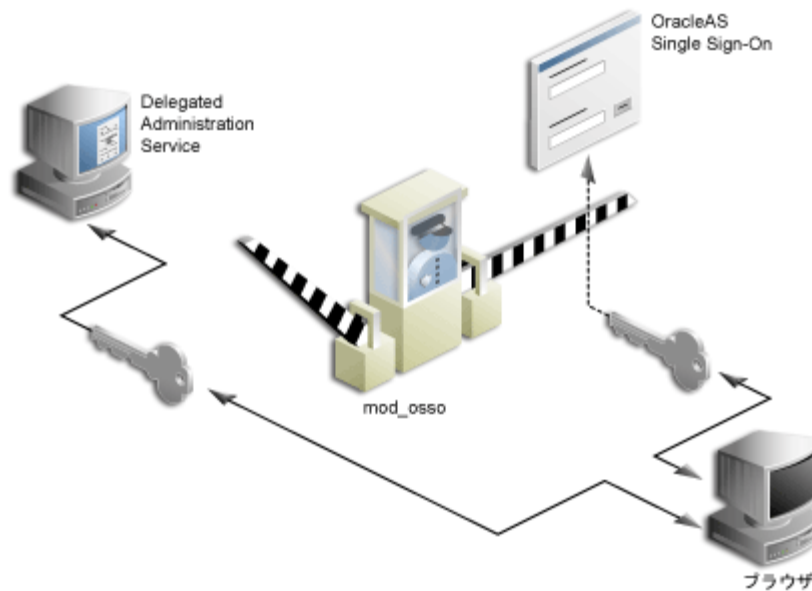 OracleAS
Single Sign-On
Delegated
Administration
Service
mod_osso
ブラウザ